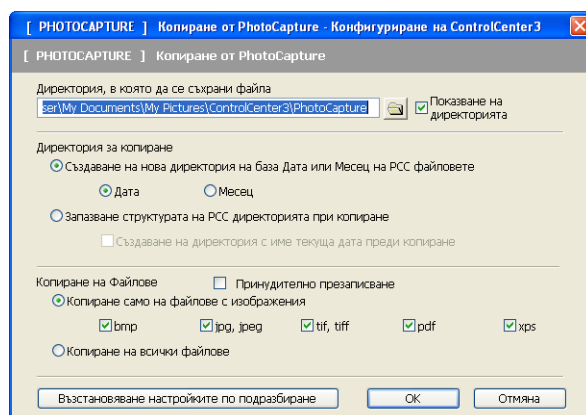 [ PHOTOCAPTURE ] Копиране от PhotoCapture - Конфигуриране на ControlCenter3
[ PHOTOCAPTURE ] Копиране от PhotoCapture
Директория, в която да се съхрани файла
ser\My Documents\My Pictures\ControlCenter3\PhotoCapture
Показване на
директорията
Директория за копиране
Създаване на нова директория на база Дата или Месец на PCC файловете
Дата Месец
Запазване структурата на PCC директорията при копиране
Създаване на директория с име текуща дата преди копиране
Копиране на Файлове Принудително презаписване
Копиране само на файлове с изображения
bmp jpg, jpeg tif, tiff pdf xps
Копиране на всички файлове
Възстановяване настройките по подразбиране OK Отмяна